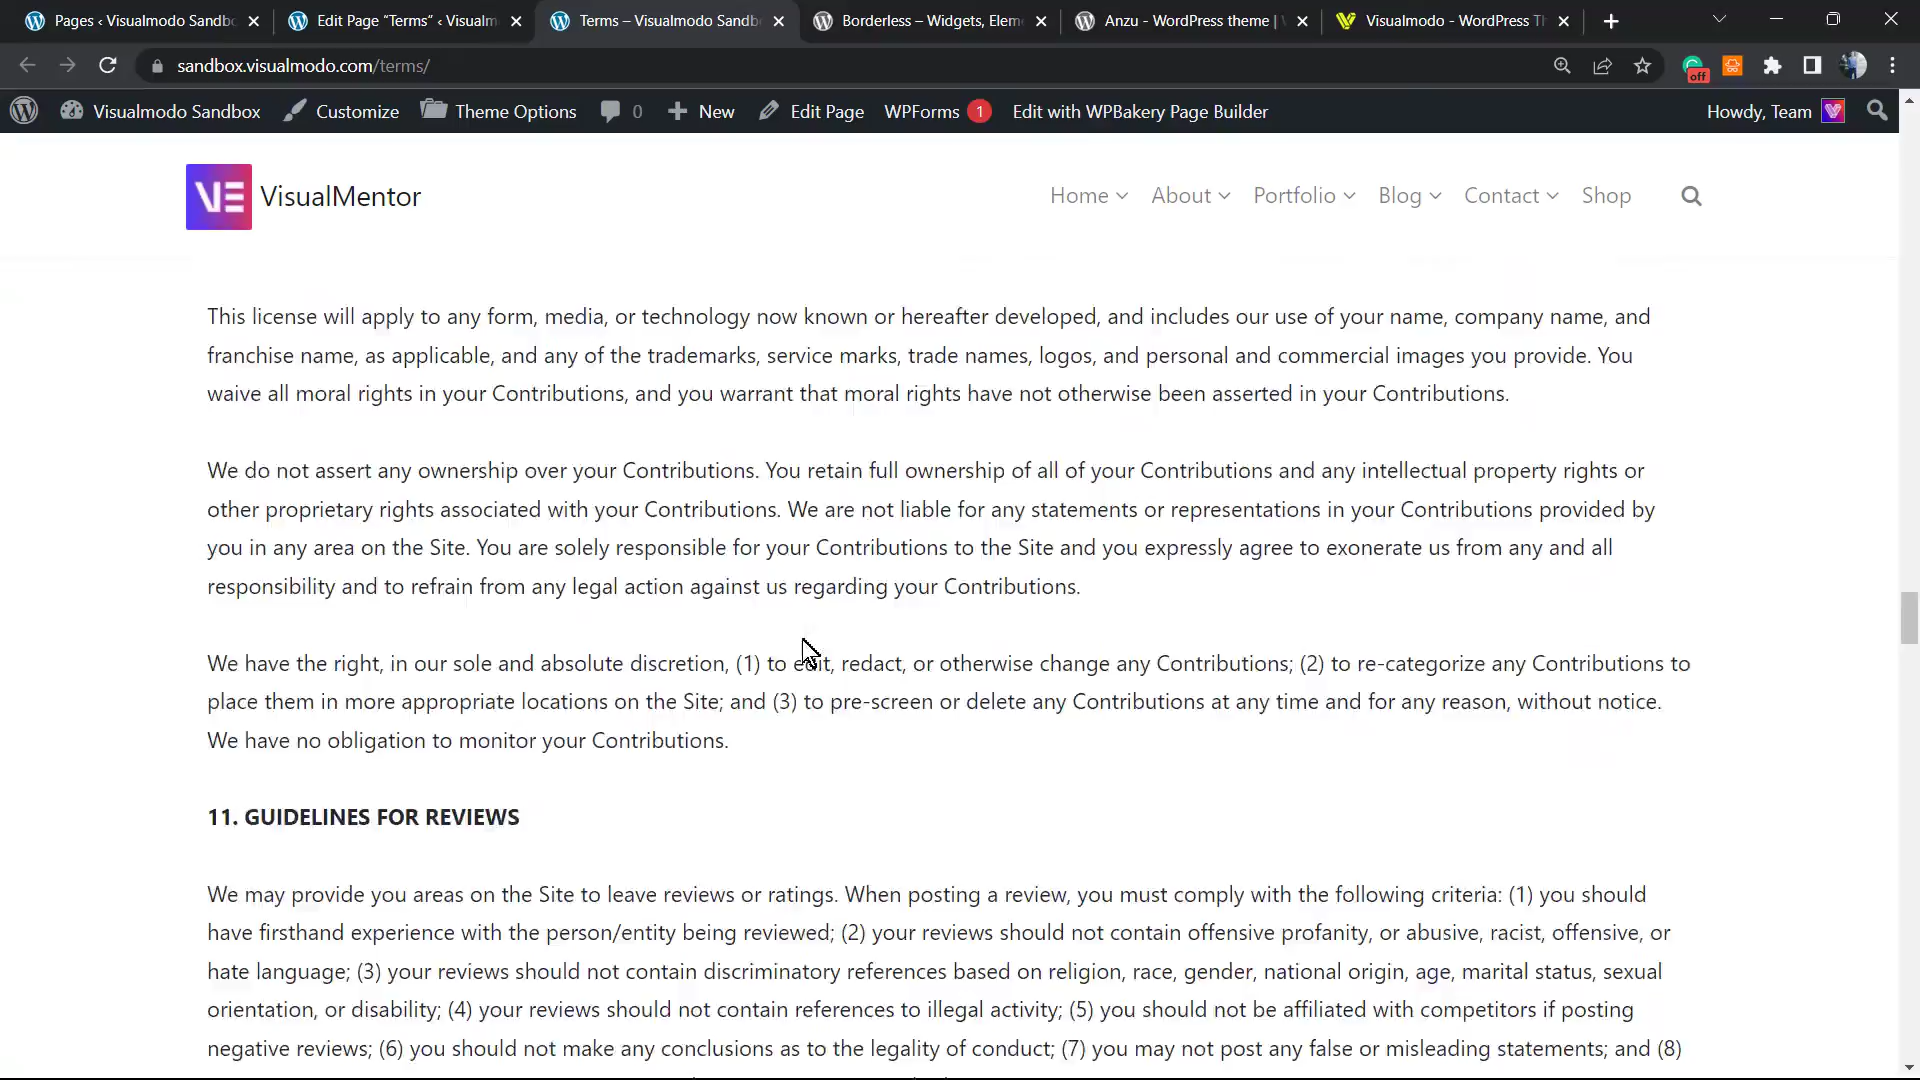 Pages ‹ Visualmodo Sandbo
Edit Page “Terms” ‹ Visualm
Terms – Visualmodo Sandb
Borderless – Widgets, Elem
Anzu - WordPress theme |
Visualmodo - WordPress Th
sandbox.visualmodo.com/terms/
off
Visualmodo Sandbox
Customize
Theme Options
0
New
Edit Page
WPForms 1
Edit with WPBakery Page Builder
Howdy, Team
VisualMentor
Home
About
Portfolio
Blog
Contact
Shop
This license will apply to any form, media, or technology now known or hereafter developed, and includes our use of your name, company name, and
franchise name, as applicable, and any of the trademarks, service marks, trade names, logos, and personal and commercial images you provide. You
waive all moral rights in your Contributions, and you warrant that moral rights have not otherwise been asserted in your Contributions.
We do not assert any ownership over your Contributions. You retain full ownership of all of your Contributions and any intellectual property rights or
other proprietary rights associated with your Contributions. We are not liable for any statements or representations in your Contributions provided by
you in any area on the Site. You are solely responsible for your Contributions to the Site and you expressly agree to exonerate us from any and all
responsibility and to refrain from any legal action against us regarding your Contributions.
We have the right, in our sole and absolute discretion, (1) to edit, redact, or otherwise change any Contributions; (2) to re-categorize any Contributions to
place them in more appropriate locations on the Site; and (3) to pre-screen or delete any Contributions at any time and for any reason, without notice.
We have no obligation to monitor your Contributions.
11. GUIDELINES FOR REVIEWS
We may provide you areas on the Site to leave reviews or ratings. When posting a review, you must comply with the following criteria: (1) you should
have firsthand experience with the person/entity being reviewed; (2) your reviews should not contain offensive profanity, or abusive, racist, offensive, or
hate language; (3) your reviews should not contain discriminatory references based on religion, race, gender, national origin, age, marital status, sexual
orientation, or disability; (4) your reviews should not contain references to illegal activity; (5) you should not be affiliated with competitors if posting
negative reviews; (6) you should not make any conclusions as to the legality of conduct; (7) you may not post any false or misleading statements; and (8)